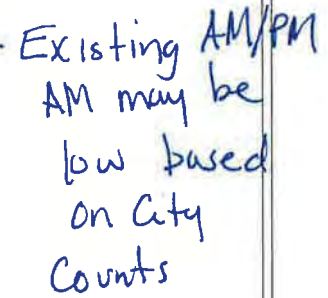 - Existing AM/PM
AM may be
low based
on City
Counts